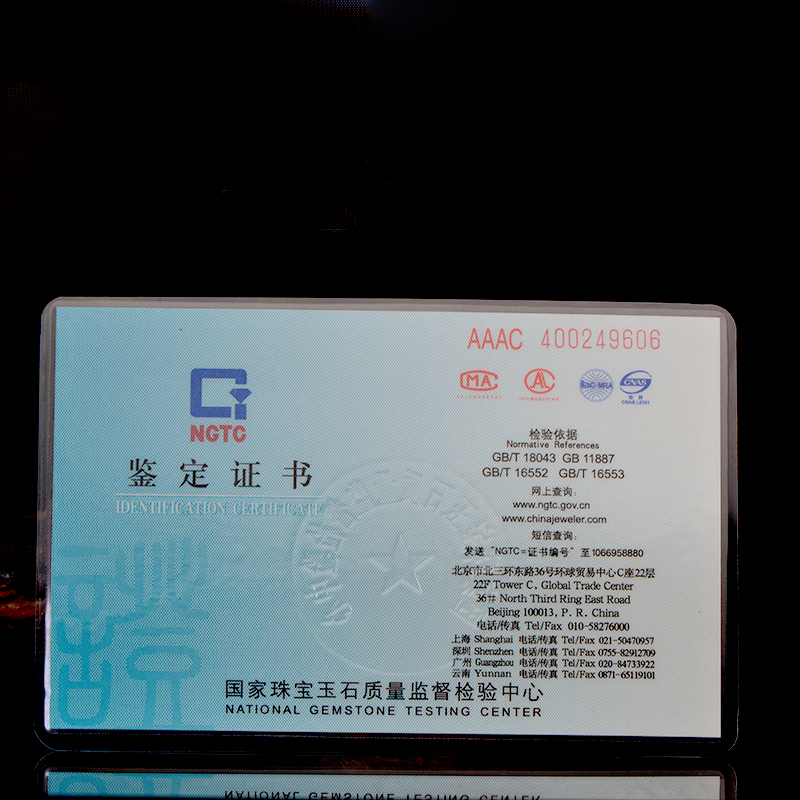 AAAC 400249606
MA
AL
ilac-MRA
CNAS
检测
NGTC
鉴定证书
IDENTIFICATION CERTIFICATE
检验依据
Normative References
GB/T 18043 GB 11887
GB/T 16552 GB/T 16553
网上查询:
www.ngtc.gov.cn
www.chinajeweler.com
短信查询:
发送 "NGTC=证书编号" 至1066958880
北京市北三环东路36号环球贸易中心C座22层
22F Tower C, Global Trade Center
36# North Third Ring East Road
Beijing 100013, P. R. China
电话/传真 Tel/Fax 010-58276000
上海 Shanghai 电话/传真 Tel/Fax 021-50470957
深圳 Shenzhen 电话/传真 Tel/Fax 0755-82912709
广州 Guangzhou 电话/传真 Tel/Fax 020-84733922
云南 Yunnan 电话/传真 Tel/Fax 0871-65119101
国家珠宝玉石质量监督检验中心
NATIONAL GEMSTONE TESTING CENTER